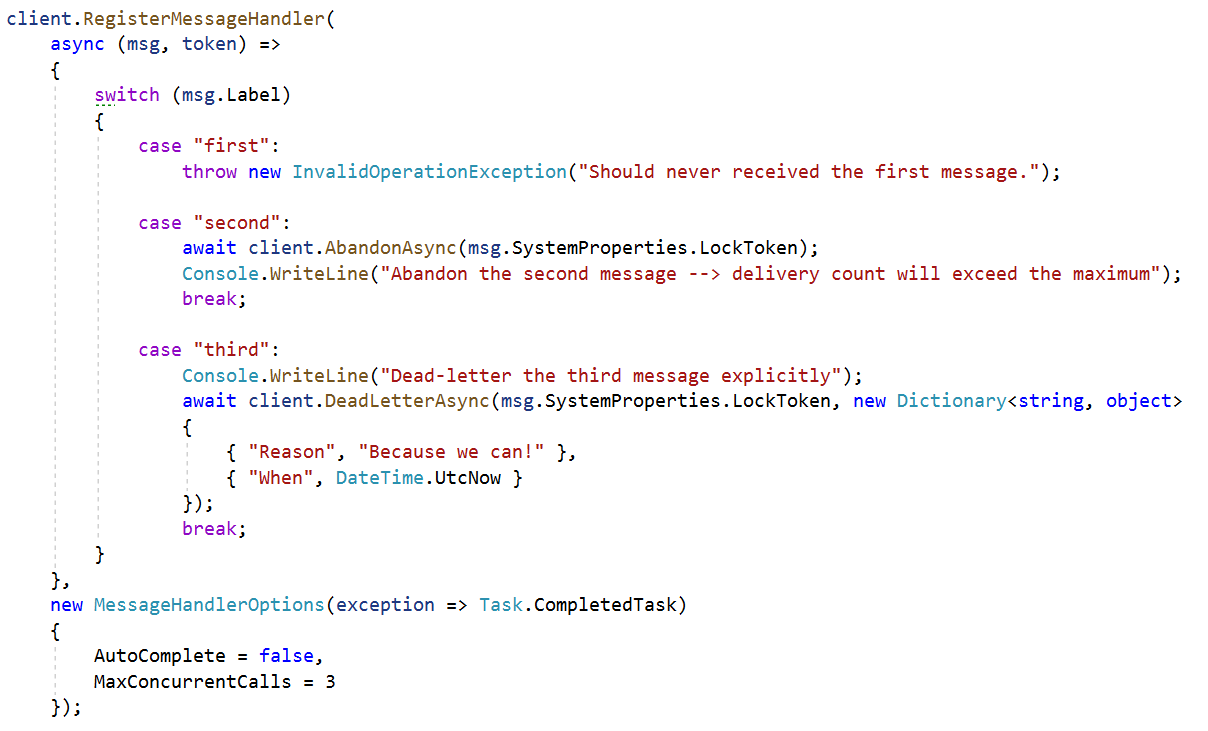 client.RegisterMessageHandler(
    async (msg, token) =>
    {
        switch (msg.Label)
        {
            case "first":
                throw new InvalidOperationException("Should never received the first message.");

            case "second":
                await client.AbandonAsync(msg.SystemProperties.LockToken);
                Console.WriteLine("Abandon the second message --> delivery count will exceed the maximum");
                break;

            case "third":
                Console.WriteLine("Dead-letter the third message explicitly");
                await client.DeadLetterAsync(msg.SystemProperties.LockToken, new Dictionary<string, object>
                {
                    { "Reason", "Because we can!" },
                    { "When", DateTime.UtcNow }
                });
                break;
        }
    },
    new MessageHandlerOptions(exception => Task.CompletedTask)
    {
        AutoComplete = false,
        MaxConcurrentCalls = 3
    });